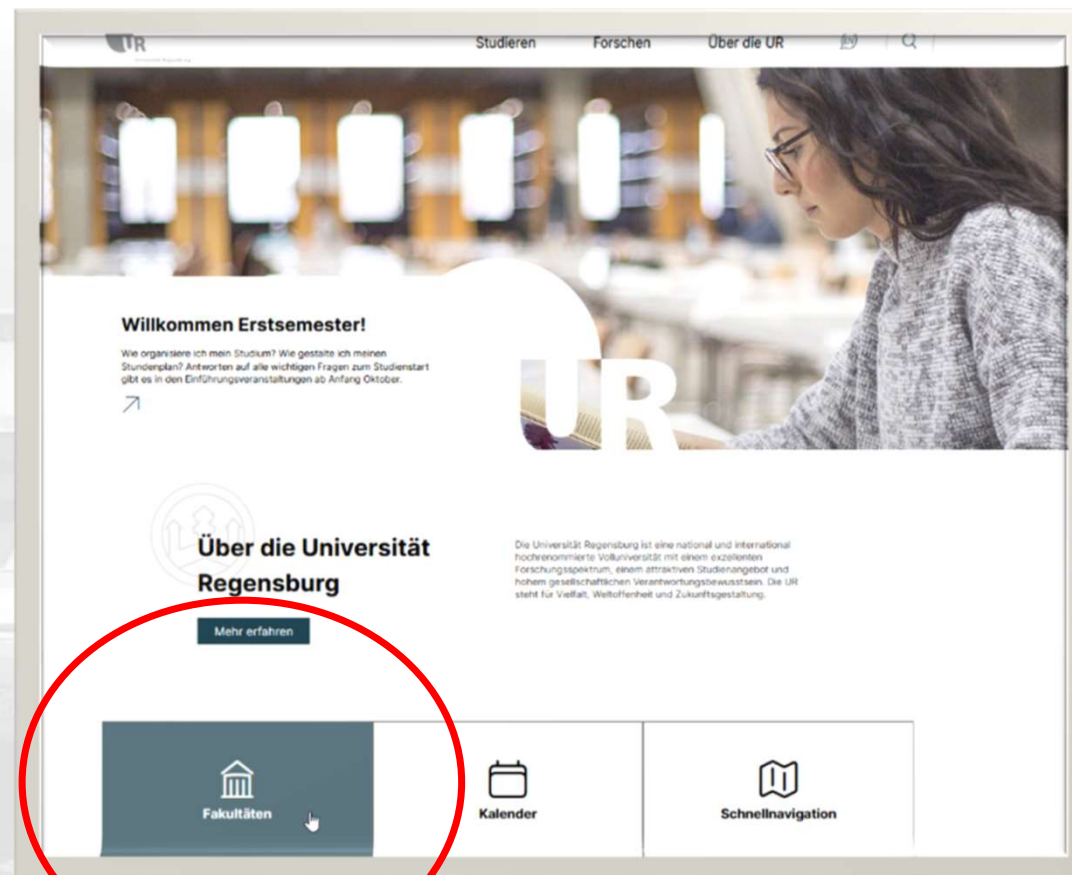 UR
Studieren Forschen Über die UR EN
Willkommen Erstsemester!
Wie organisiere ich mein Studium? Wie gestalte ich meinen
Stundenplan? Antworten auf alle wichtigen Fragen zum Studienstart
gibt es in den Einführungsveranstaltungen ab Anfang Oktober.
UR
Über die Universität
Regensburg
Die Universität Regensburg ist eine national und international
hochrenommierte Volluniversität mit einem exzellenten
Forschungsspektrum, einem attraktiven Studienangebot und
hohem gesellschaftlichen Verantwortungsbewusstsein. Die UR
steht für Vielfalt, Weltoffenheit und Zukunftsgestaltung.
Mehr erfahren
Fakultäten
Kalender
Schnellnavigation